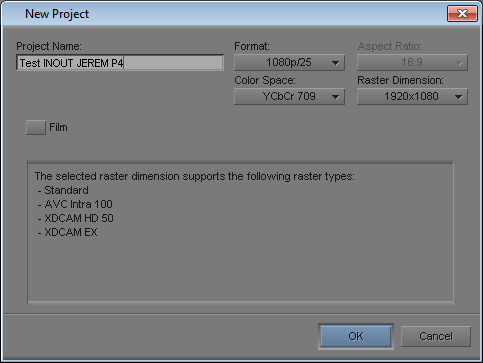 New Project
Project Name:
Test INOUT JEREM P4
Format:
1080p/25
Aspect Ratio:
16:9
Color Space:
YCbCr 709
Raster Dimension:
1920x1080
Film
The selected raster dimension supports the following raster types:
- Standard
- AVC Intra 100
- XDCAM HD 50
- XDCAM EX
OK
Cancel